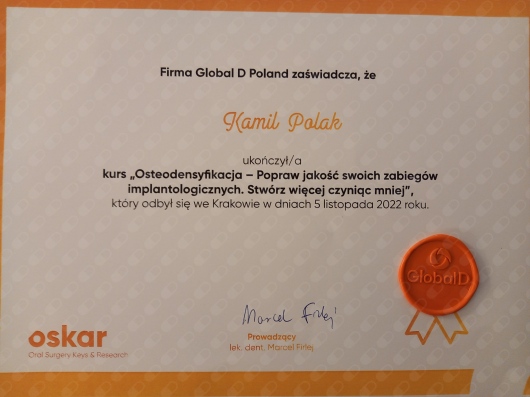 Firma Global D Poland zaświadcza, że
Kamil Polak
ukończył/a
kurs „Osteodensyfikacja – Popraw jakość swoich zabiegów
implantologicznych. Stwórz więcej czyniąc mniej”,
który odbył się we Krakowie w dniach 5 listopada 2022 roku.
GlobalD
Marcel Firlej
Prowadzący
lek. dent. Marcel Firlej
oskar
Oral Surgery Keys & Research